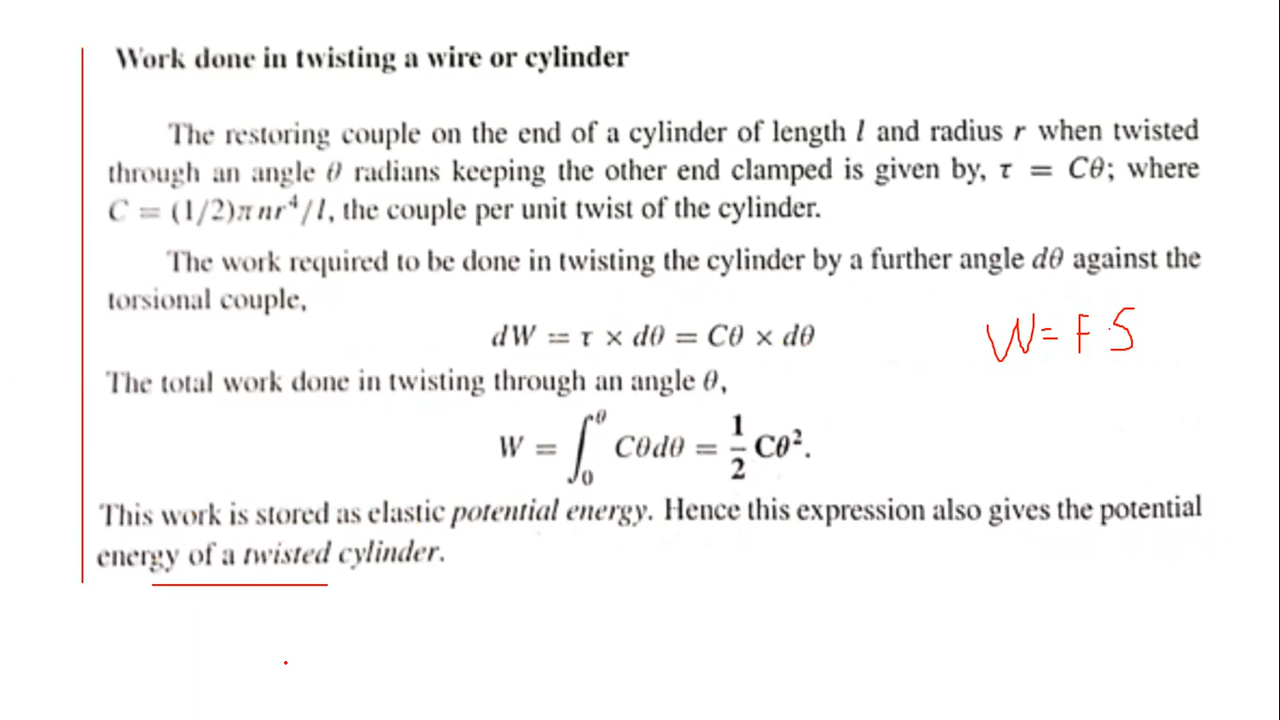 Work done in twisting a wire or cylinder
The restoring couple on the end of a cylinder of length l and radius r when twisted
through an angle θ radians keeping the other end clamped is given by, τ = Cθ; where
C = (1/2)πnr⁴/l, the couple per unit twist of the cylinder.
The work required to be done in twisting the cylinder by a further angle dθ against the
torsional couple,
dW = τ × dθ = Cθ × dθ
W = F S
The total work done in twisting through an angle θ,
W = ∫₀^θ Cθdθ = 1/2 Cθ².
This work is stored as elastic potential energy. Hence this expression also gives the potential
energy of a twisted cylinder.